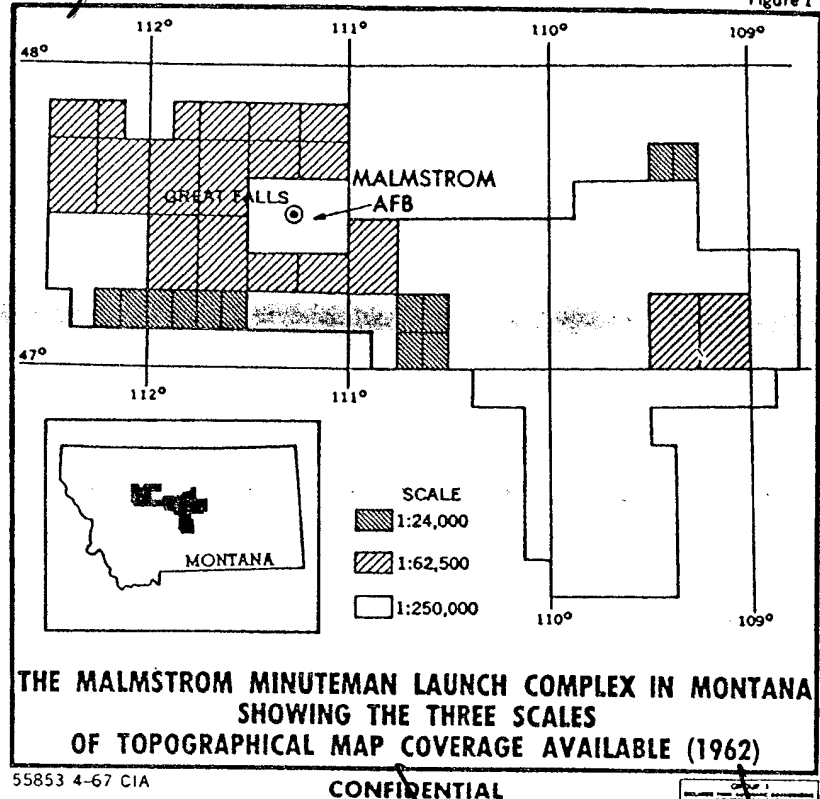 Figure 1
112°
111°
110°
109°
48°
MALMSTROM
GREAT FALLS
AFB
47°
112°
111°
SCALE
1:24,000
MONTANA
1:62,500
1:250,000
110°
109°
THE MALMSTROM MINUTEMAN LAUNCH COMPLEX IN MONTANA
SHOWING THE THREE SCALES
OF TOPOGRAPHICAL MAP COVERAGE AVAILABLE (1962)
55853 4-67 CIA
CONFIDENTIAL